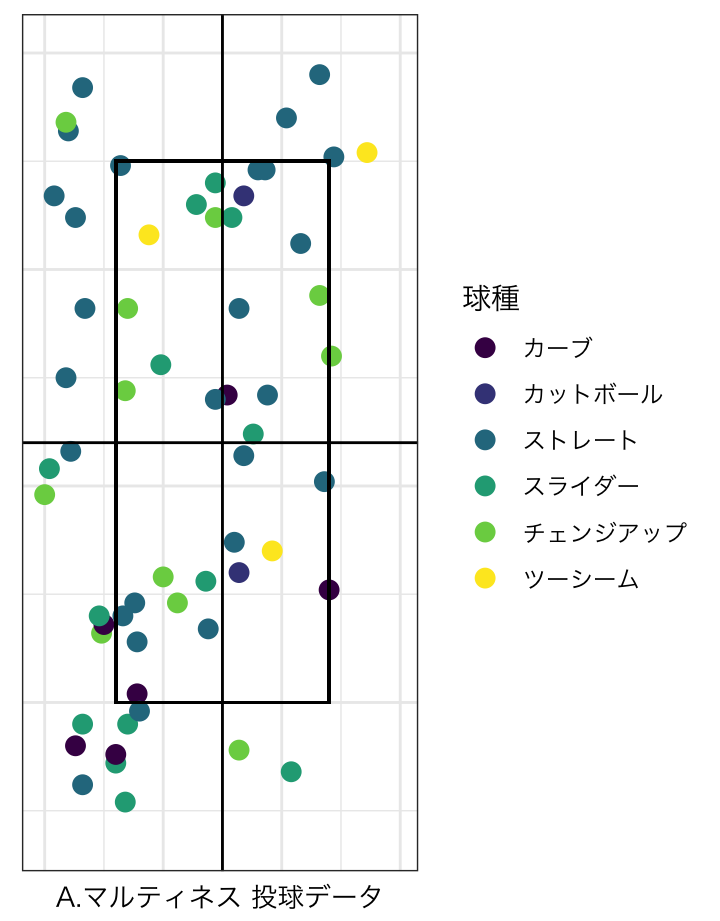 球種
カーブ
カットボール
ストレート
スライダー
チェンジアップ
ツーシーム
A.マルティネス 投球データ